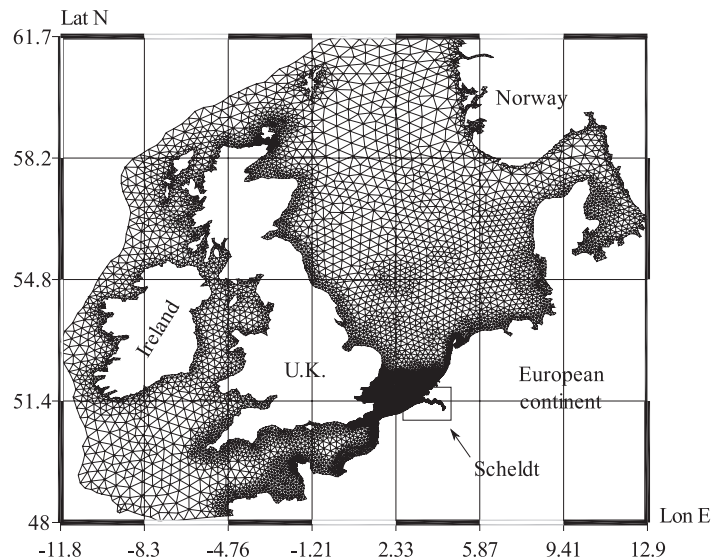 Lat N
61.7
Norway
58.2
54.8
Ireland
U.K.
European
continent
51.4
Scheldt
48
Lon E
-11.8 -8.3 -4.76 -1.21 2.33 5.87 9.41 12.9